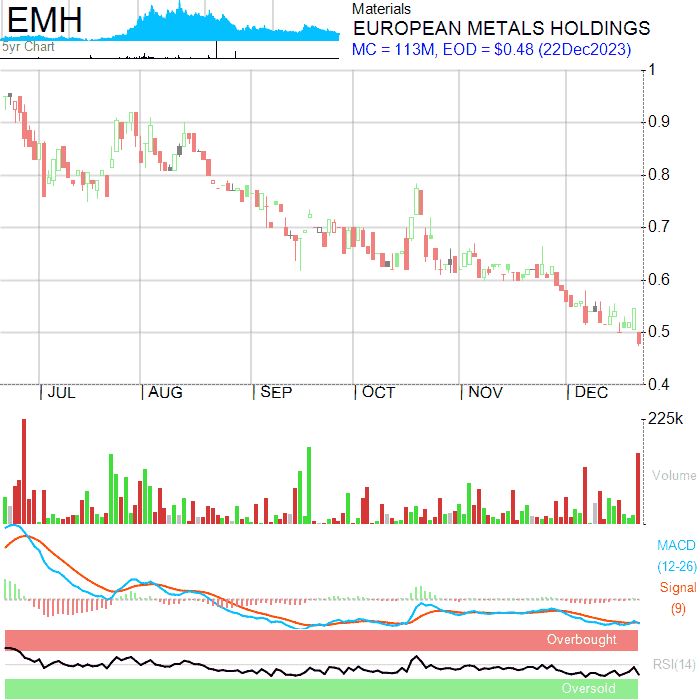 EMH
5yr Chart
Materials
EUROPEAN METALS HOLDINGS
MC = 113M, EOD = $0.48 (22Dec2023)
1
0.9
0.8
0.7
0.6
0.5
0.4
JUL AUG SEP OCT NOV DEC
225k
Volume
MACD
(12-26)
Signal
(9)
Overbought
RSI(14)
Oversold